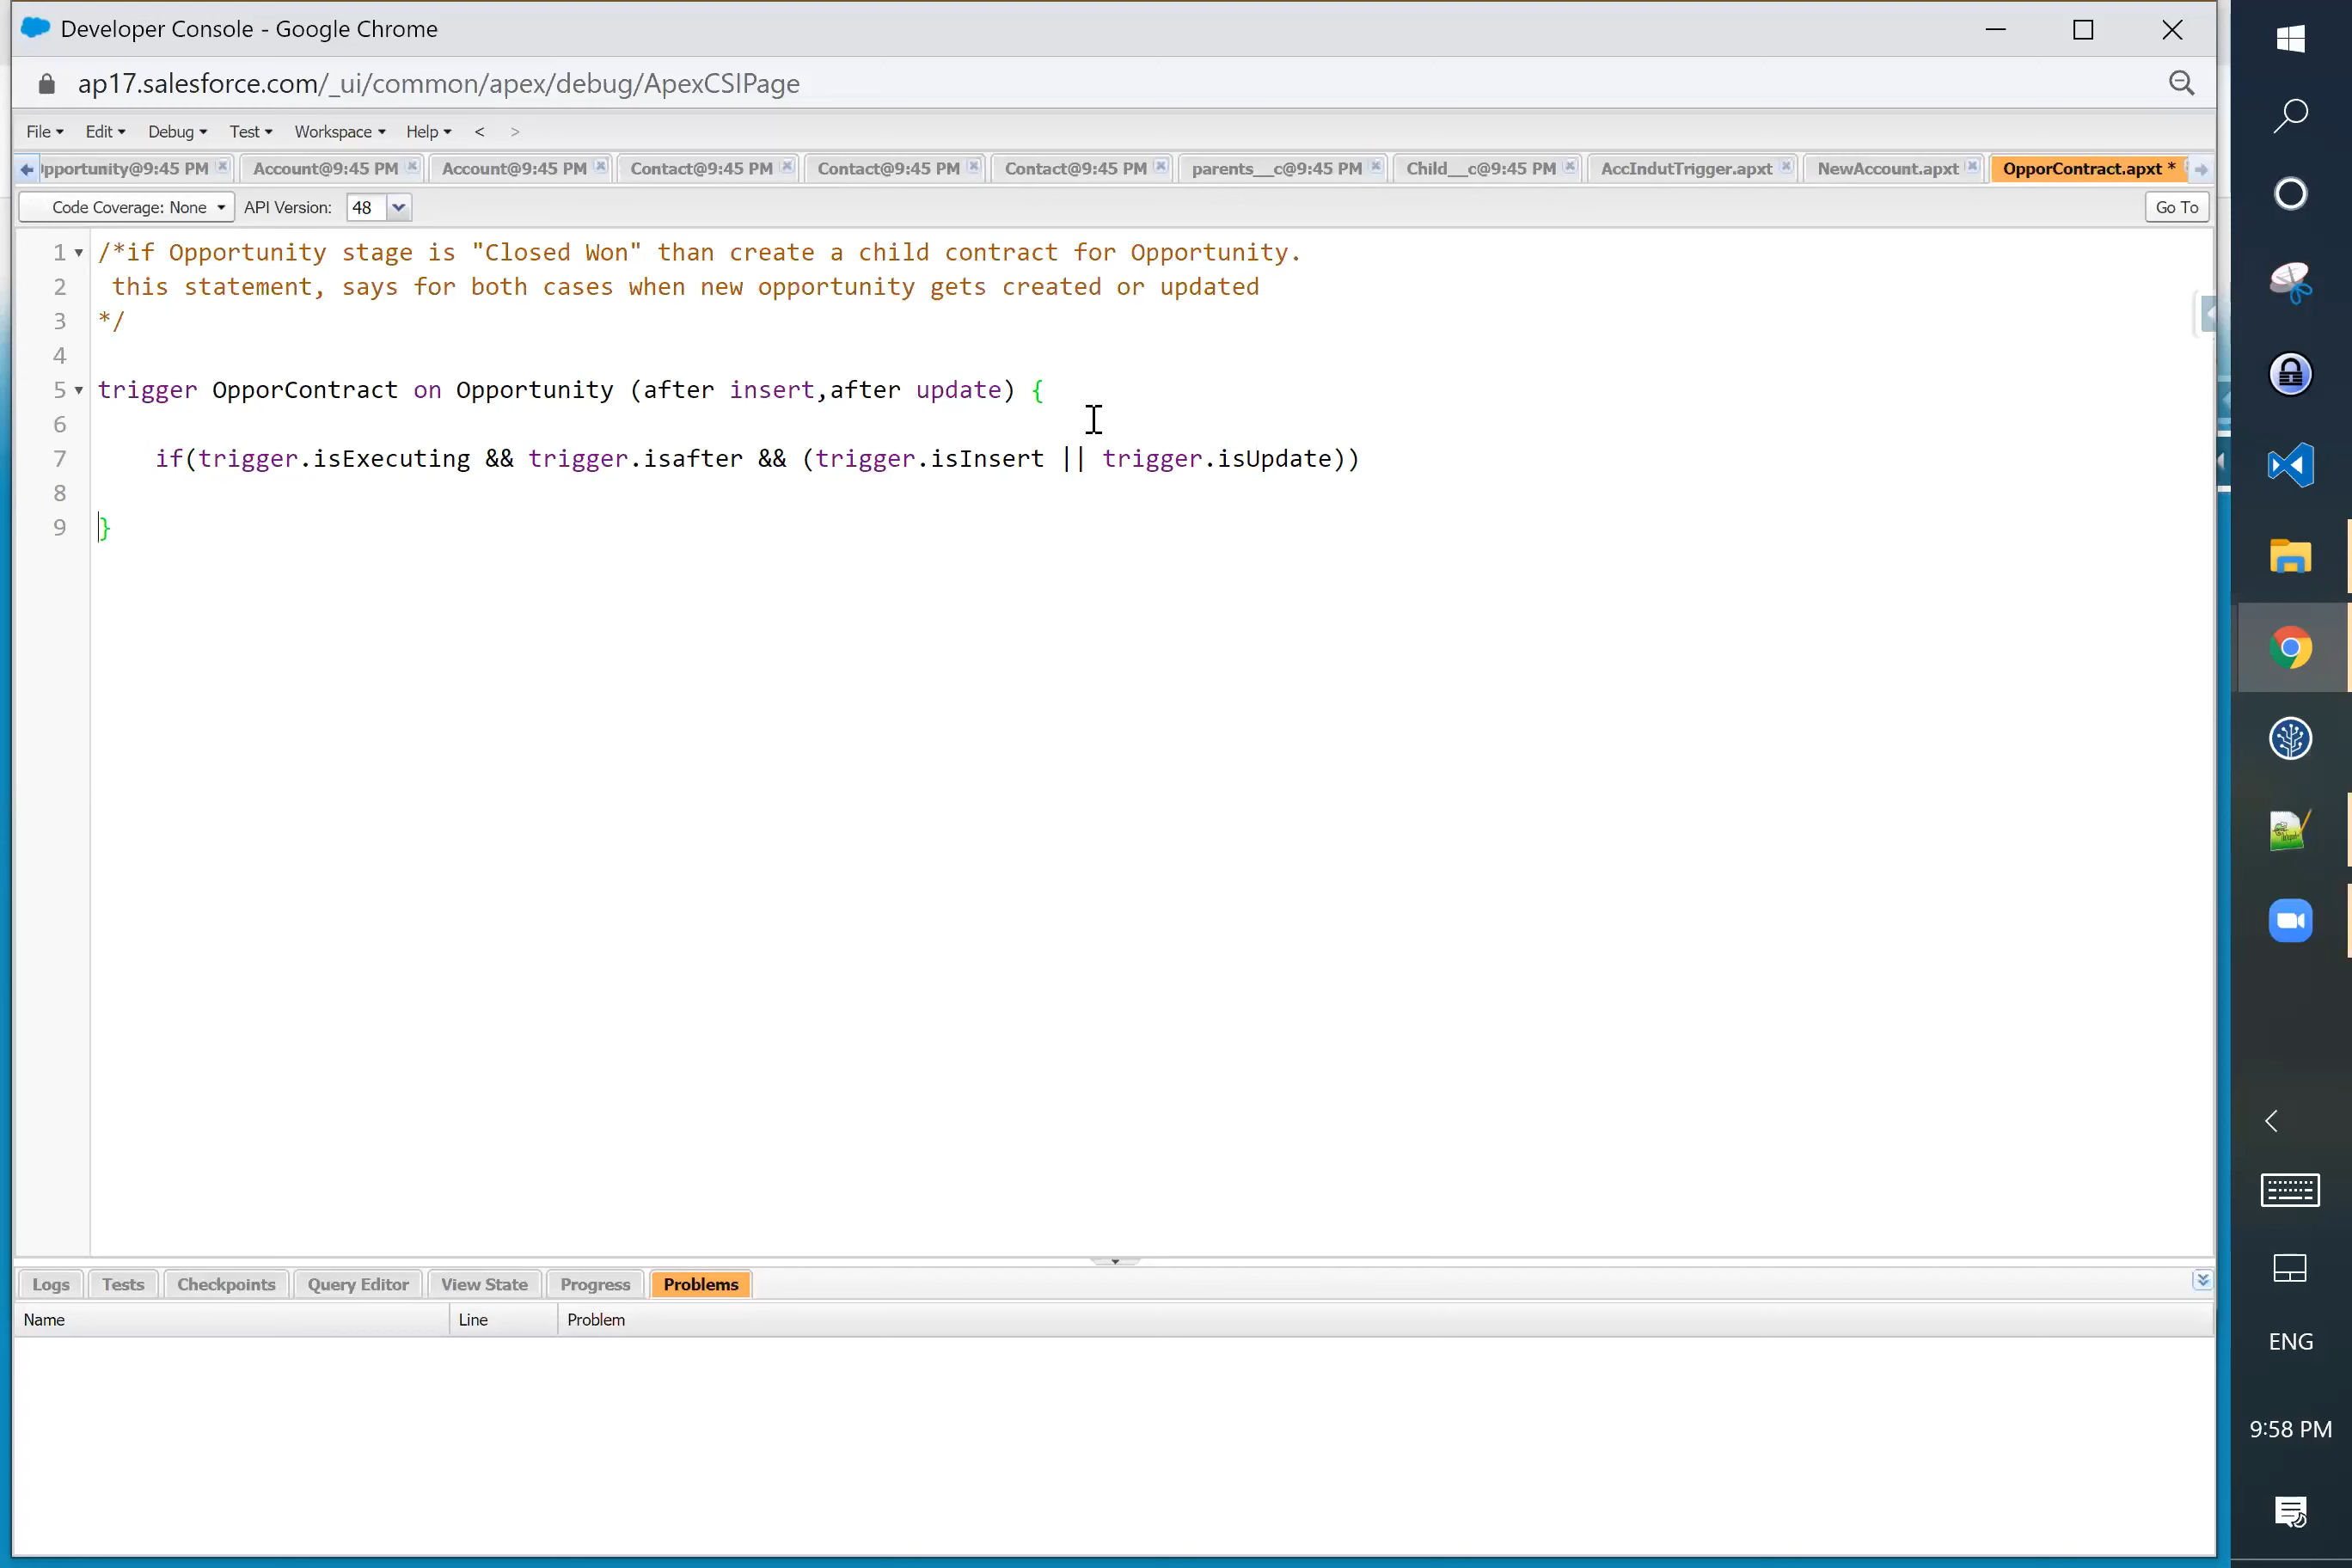 Developer Console - Google Chrome
ap17.salesforce.com/_ui/common/apex/debug/ApexCSIPage
File Edit Debug Test Workspace Help < >
pportunity@9:45 PM Account@9:45 PM Account@9:45 PM Contact@9:45 PM Contact@9:45 PM Contact@9:45 PM parents__c@9:45 PM Child__c@9:45 PM AccIndutTrigger.apxt NewAccount.apxt OpporContract.apxt *
Code Coverage: None API Version: 48 Go To
1 /*if Opportunity stage is "Closed Won" than create a child contract for Opportunity.
2 this statement, says for both cases when new opportunity gets created or updated
3 */
4
5 trigger OpporContract on Opportunity (after insert,after update) {
6
7 if(trigger.isExecuting && trigger.isafter && (trigger.isInsert || trigger.isUpdate))
8
9 }
Logs Tests Checkpoints Query Editor View State Progress Problems
Name Line Problem
ENG
9:58 PM